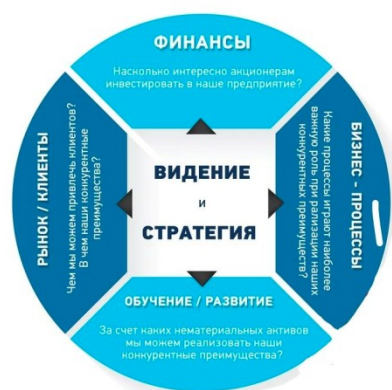 ФИНАНСЫ
Насколько интересно акционерам
инвестировать в наше предприятие?
РЫНОК / КЛИЕНТЫ
Чем мы можем привлечь клиентов?
В чем наши конкурентные
преимущества?
ВИДЕНИЕ
и
СТРАТЕГИЯ
БИЗНЕС - ПРОЦЕССЫ
Какие процессы играют наиболее
важную роль при рализации наших
конкурентных преимуществ?
ОБУЧЕНИЕ / РАЗВИТИЕ
За счет каких нематериальных активов
мы можем реализовать наши
конкурентные преимущества?